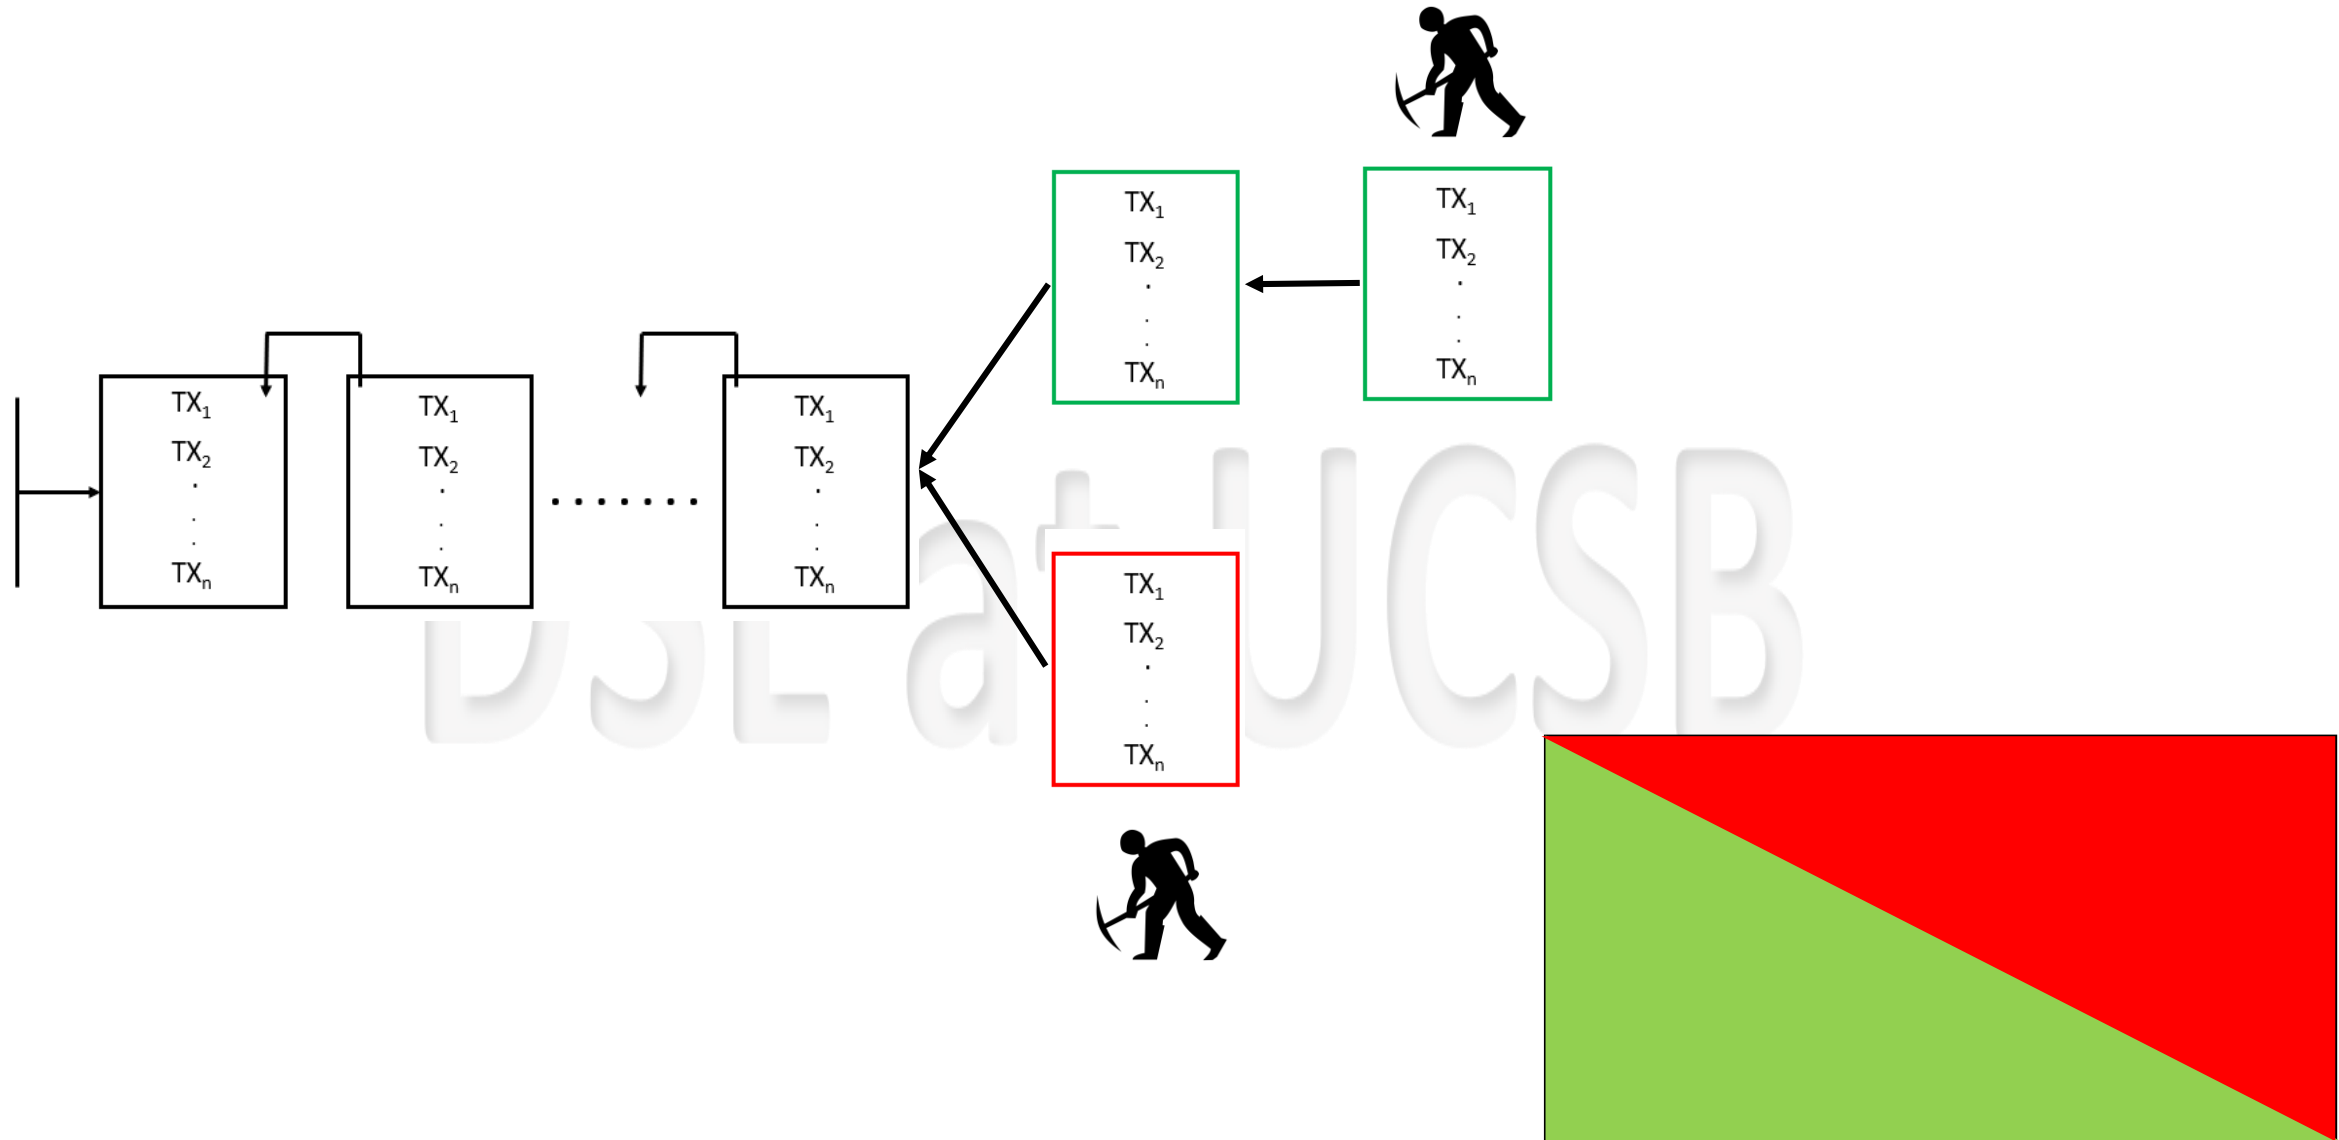 TX1
TX2
.
.
.
TXn
TX1
TX2
.
.
.
TXn
.......
TX1
TX2
.
.
.
TXn
TX1
TX2
.
.
.
TXn
TX1
TX2
.
.
.
TXn
TX1
TX2
.
.
.
TXn
DSL at UCSB